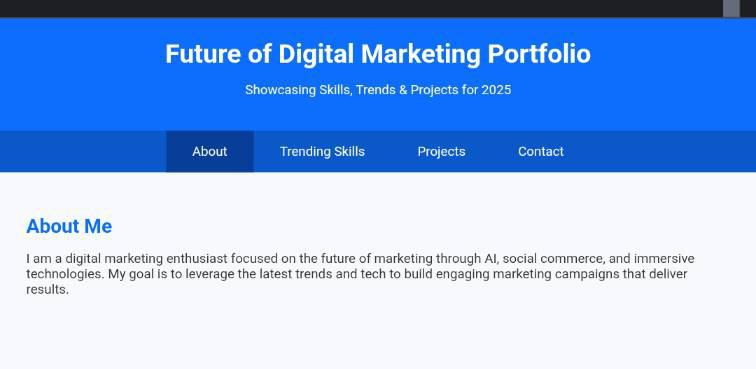 Future of Digital Marketing Portfolio
Showcasing Skills, Trends & Projects for 2025
About
Trending Skills
Projects
Contact
About Me
I am a digital marketing enthusiast focused on the future of marketing through AI, social commerce, and immersive
technologies. My goal is to leverage the latest trends and tech to build engaging marketing campaigns that deliver
results.